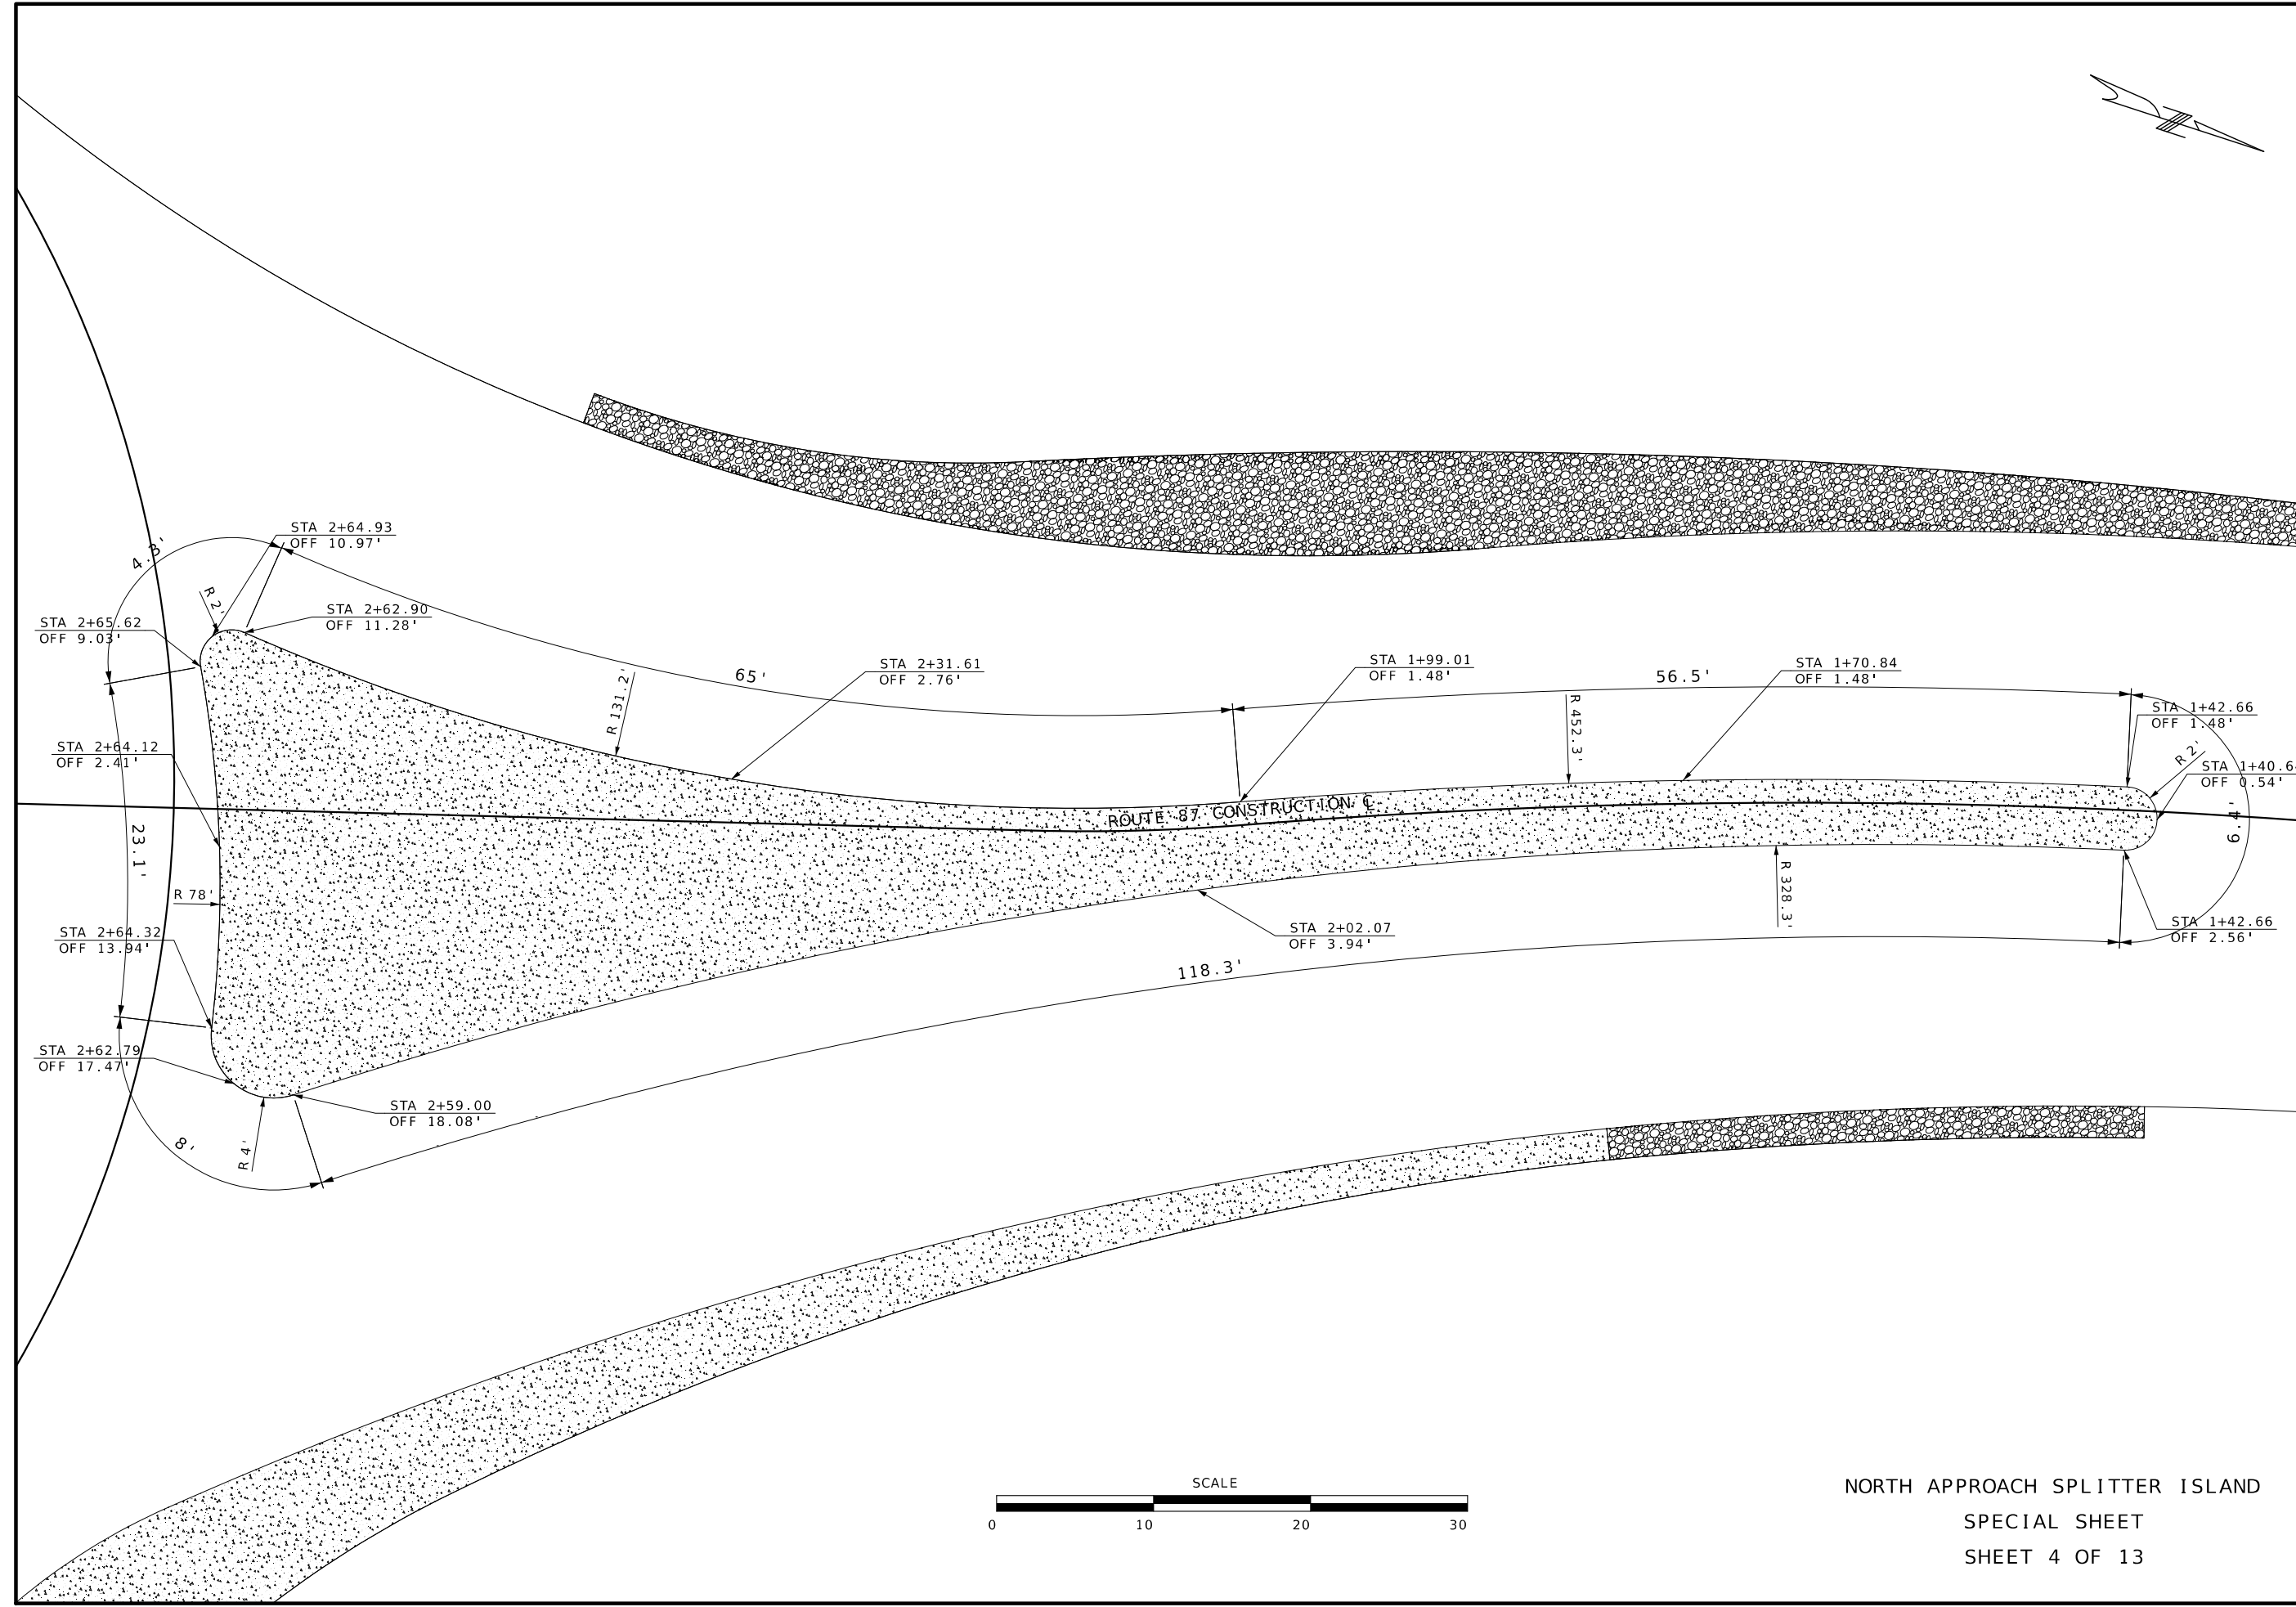 STA 2+64.93
OFF 10.97'
4.3'
R 2'
STA 2+65.62
OFF 9.03'
STA 2+62.90
OFF 11.28'
65'
R 131.2'
STA 2+31.61
OFF 2.76'
STA 1+99.01
OFF 1.48'
56.5'
R 452.3'
STA 1+70.84
OFF 1.48'
STA 1+42.66
OFF 1.48'
R 2'
OFF 0.54'
6.4'
STA 2+64.12
OFF 2.41'
ROUTE 87 CONSTRUCTION ℄
23.1'
R 78'
R 328.3'
STA 2+64.32
OFF 13.94'
STA 2+02.07
OFF 3.94'
118.3'
STA 1+42.66
OFF 2.56'
STA 2+62.79
OFF 17.47'
STA 2+59.00
OFF 18.08'
8'
R 4'
SCALE
0 10 20 30
NORTH APPROACH SPLITTER ISLAND
SPECIAL SHEET
SHEET 4 OF 13